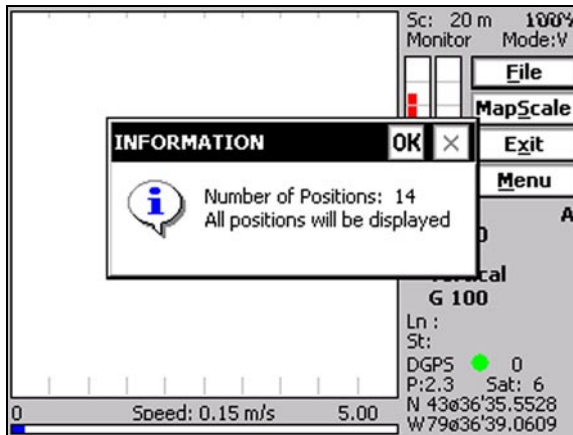 Sc: 20 m 100%
Monitor Mode:V
File
MapScale
Exit
Menu
INFORMATION OK
Number of Positions: 14
All positions will be displayed
A
G 100
Ln :
St:
DGPS 0
P:2.3 Sat: 6
N 43ø36'35.5528
W79ø36'39.0609
0 Speed: 0.15 m/s 5.00